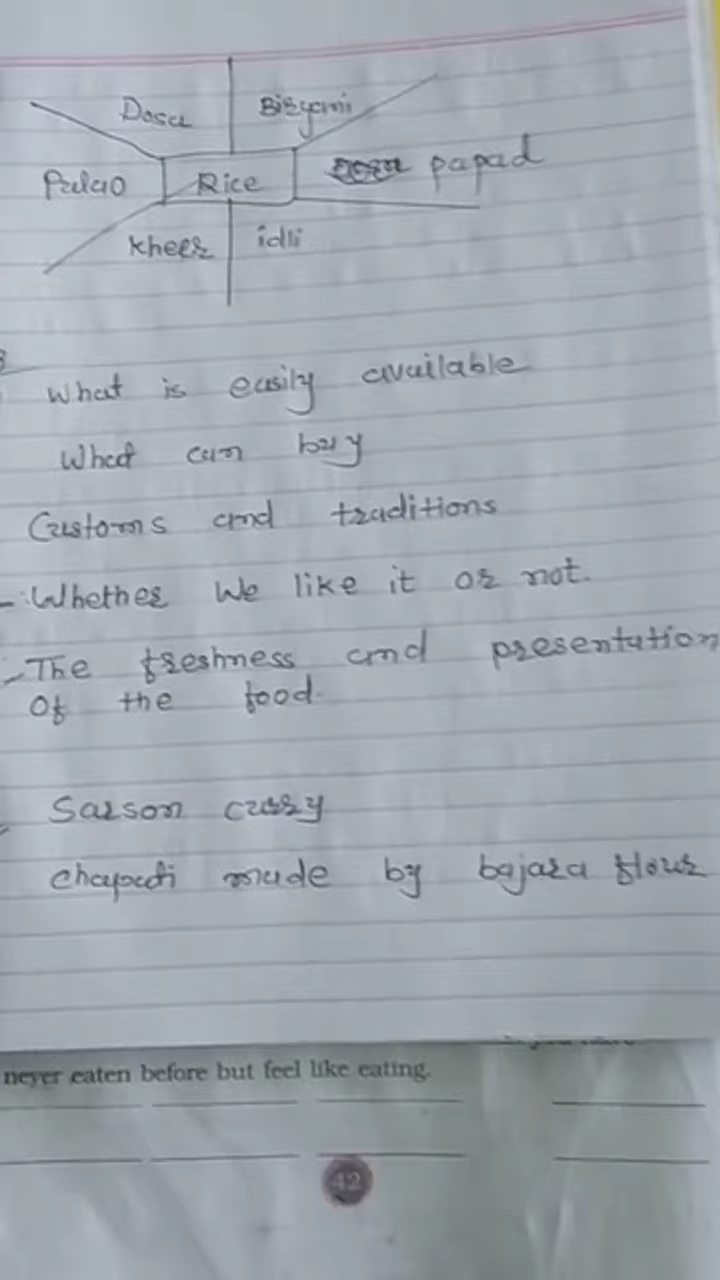 Dosa Biryani
Pulao Rice papad
Kheer idli
What is easily available
What can buy
Customs and traditions
-: Whether We like it or not.
- The freshness and presentation
Of the food.
Sarson curry
Chapati made by bajara flour
never eaten before but feel like eating.
42